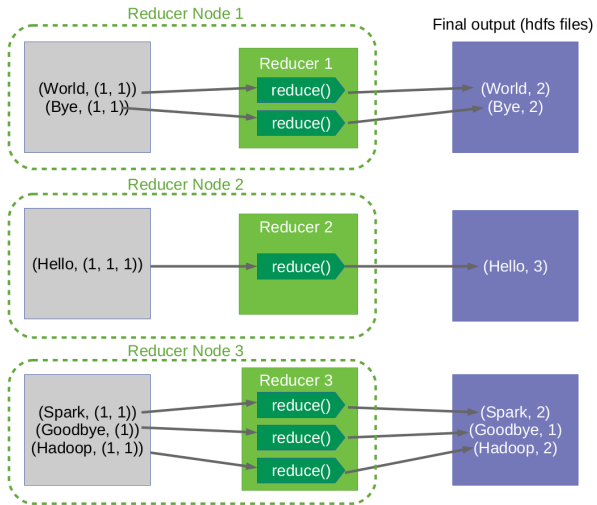 Reducer Node 1
Final output (hdfs files)
Reducer 1
(World, (1, 1))
(Bye, (1, 1))
reduce()
reduce()
(World, 2)
(Bye, 2)
Reducer Node 2
Reducer 2
(Hello, (1, 1, 1))
reduce()
(Hello, 3)
Reducer Node 3
Reducer 3
(Spark, (1, 1))
(Goodbye, (1))
(Hadoop, (1, 1))
reduce()
reduce()
reduce()
(Spark, 2)
(Goodbye, 1)
(Hadoop, 2)